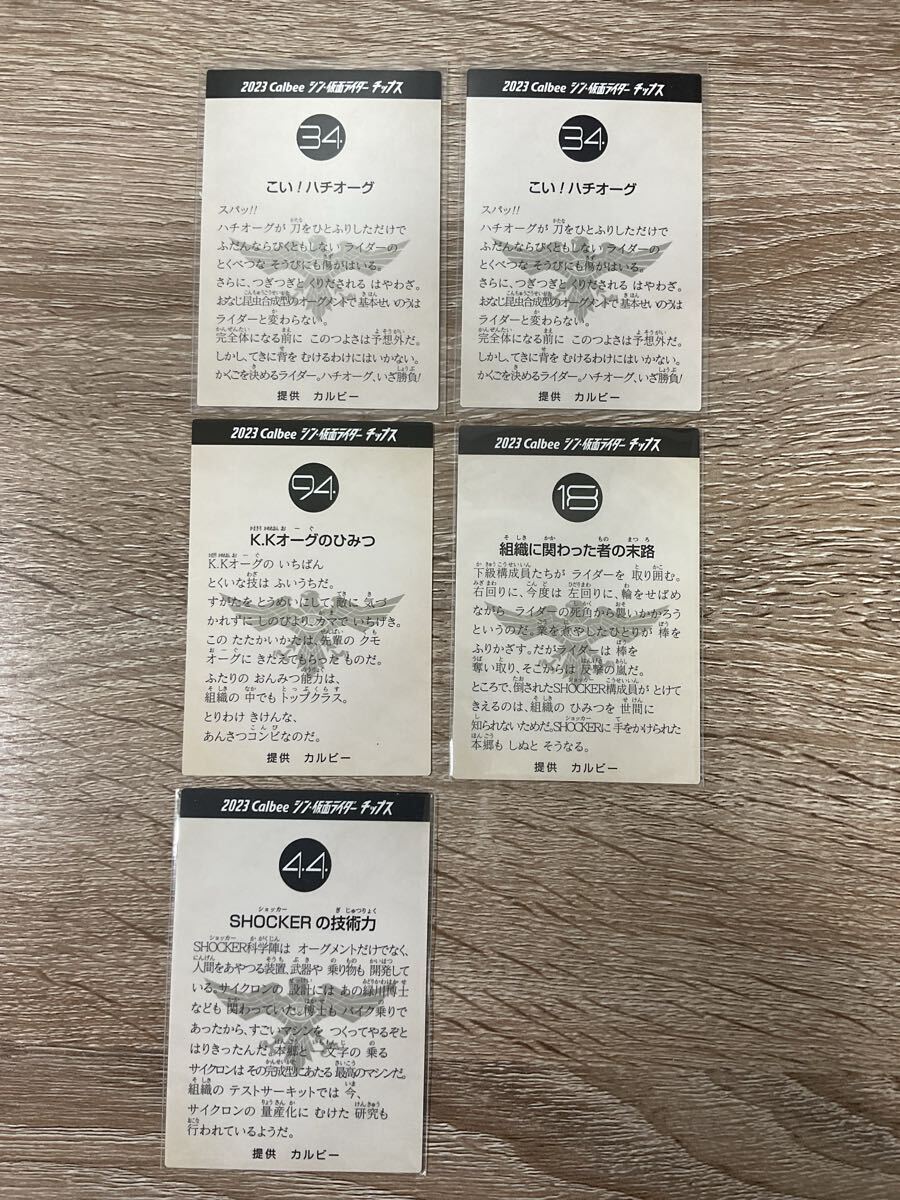 2023 Calbee シン・仮面ライダー チップス
34
こい！ハチオーグ
スパッ!!
ハチオーグが 刀をひとふりしただけで
ふだんならびくともしない ライダーの
とくべつな そうびにも傷がはいる。
さらに、つぎつぎと くりだされる はやわざ。
おなじ昆虫合成型のオーグメントで 基本せいのうは
ライダーと変わらない。
完全体になる前に このつよさは予想外だ。
しかし、てきに背を むけるわけにはいかない。
かくごを決めるライダー。ハチオーグ、いざ勝負!
提供 カルビー
2023 Calbee シン・仮面ライダー チップス
34
こい！ハチオーグ
スパッ!!
ハチオーグが 刀をひとふりしただけで
ふだんならびくともしない ライダーの
とくべつな そうびにも傷がはいる。
さらに、つぎつぎと くりだされる はやわざ。
おなじ昆虫合成型のオーグメントで 基本せいのうは
ライダーと変わらない。
完全体になる前に このつよさは予想外だ。
しかし、てきに背を むけるわけにはいかない。
かくごを決めるライダー。ハチオーグ、いざ勝負!
提供 カルビー
2023 Calbee シン・仮面ライダー チップス
94
K.Kオーグのひみつ
K.Kオーグの いちばん
とくいな技は ふいうちだ。
すがたを とうめいにして、敵に 気づ
かれずに しのびより、カマで いちげき。
この たたかいかたは、先輩の クモ
オーグに きたえてもらった ものだ。
ふたりの おんみつ能力は、
組織の 中でも トップクラス。
とりわけ きけんな、
あんさつコンビなのだ。
提供 カルビー
2023 Calbee シン・仮面ライダー チップス
18
組織に関わった者の末路
下級構成員たちが ライダーを 取り囲む。
右回りに、今度は 左回りに、輪をせばめ
ながら ライダーの 死角から襲いかかろう
というのだ。業を煮やしたひとりが 棒を
ふりかざす。だがライダーは 棒を
奪い取り、そこからは 反撃の嵐だ。
ところで、倒されたSHOCKER構成員が とけて
きえるのは、組織の ひみつを 世間に
知られないためだ。SHOCKERに 手をかけられた
本郷も しぬと そうなる。
提供 カルビー
2023 Calbee シン・仮面ライダー チップス
44
SHOCKER の技術力
SHOCKER科学陣は オーグメントだけでなく、
人間をあやつる装置、武器や 乗り物も 開発して
いる。サイクロンの 設計には あの緑川博士
なども 関わっていた。博士も バイク乗りで
あったから、すごいマシンを つくってやるぞと
はりきったんだ。本郷と 一文字の 乗る
サイクロンは その完成型にあたる 最高のマシンだ。
組織の テストサーキットでは 今、
サイクロンの 量産化に むけた 研究も
行われているようだ。
提供 カルビー